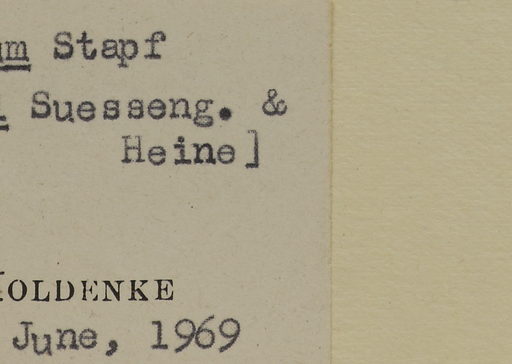 um Stapf
Suesseng. &
Heine]
OLDENKE
June, 1969